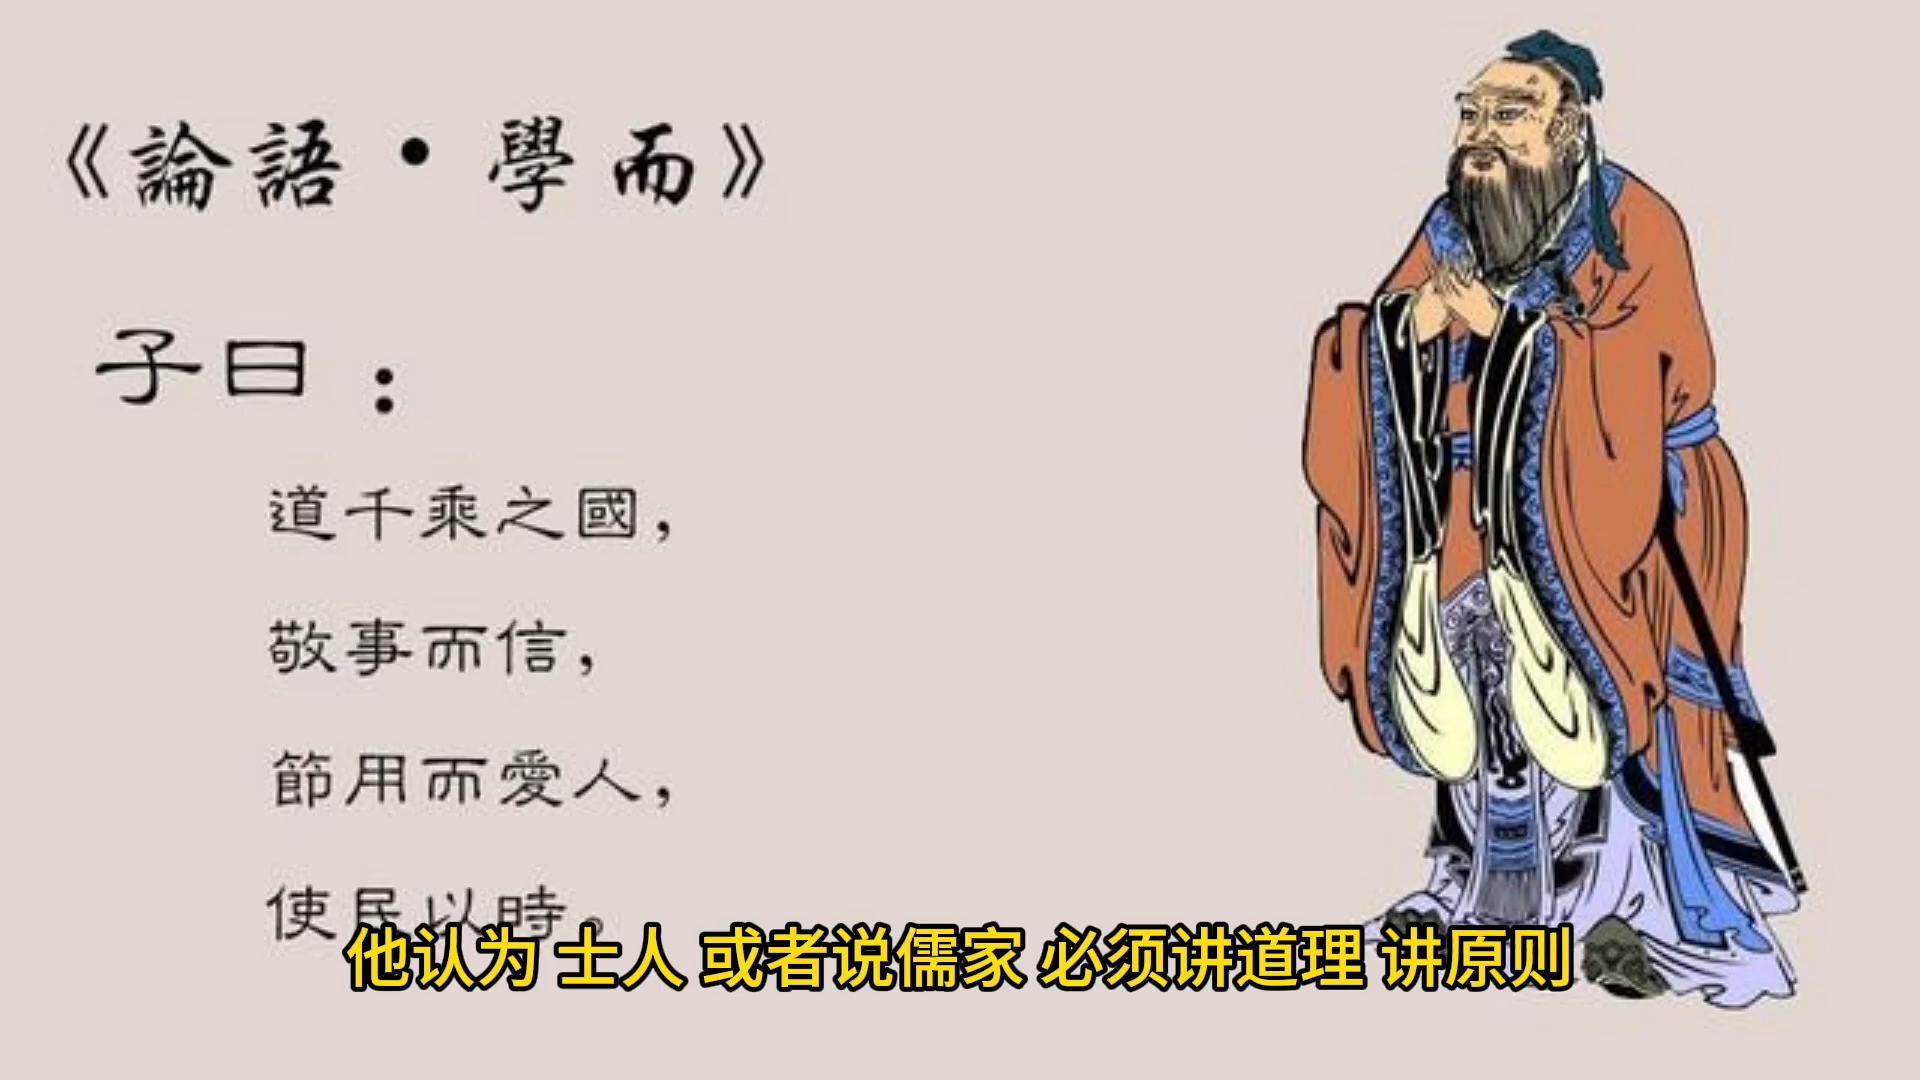 《論語·學而》
子曰：
道千乘之國，
敬事而信，
節用而愛人，
使民以時。
他认为 士人 或者说儒家 必须讲道理 讲原则